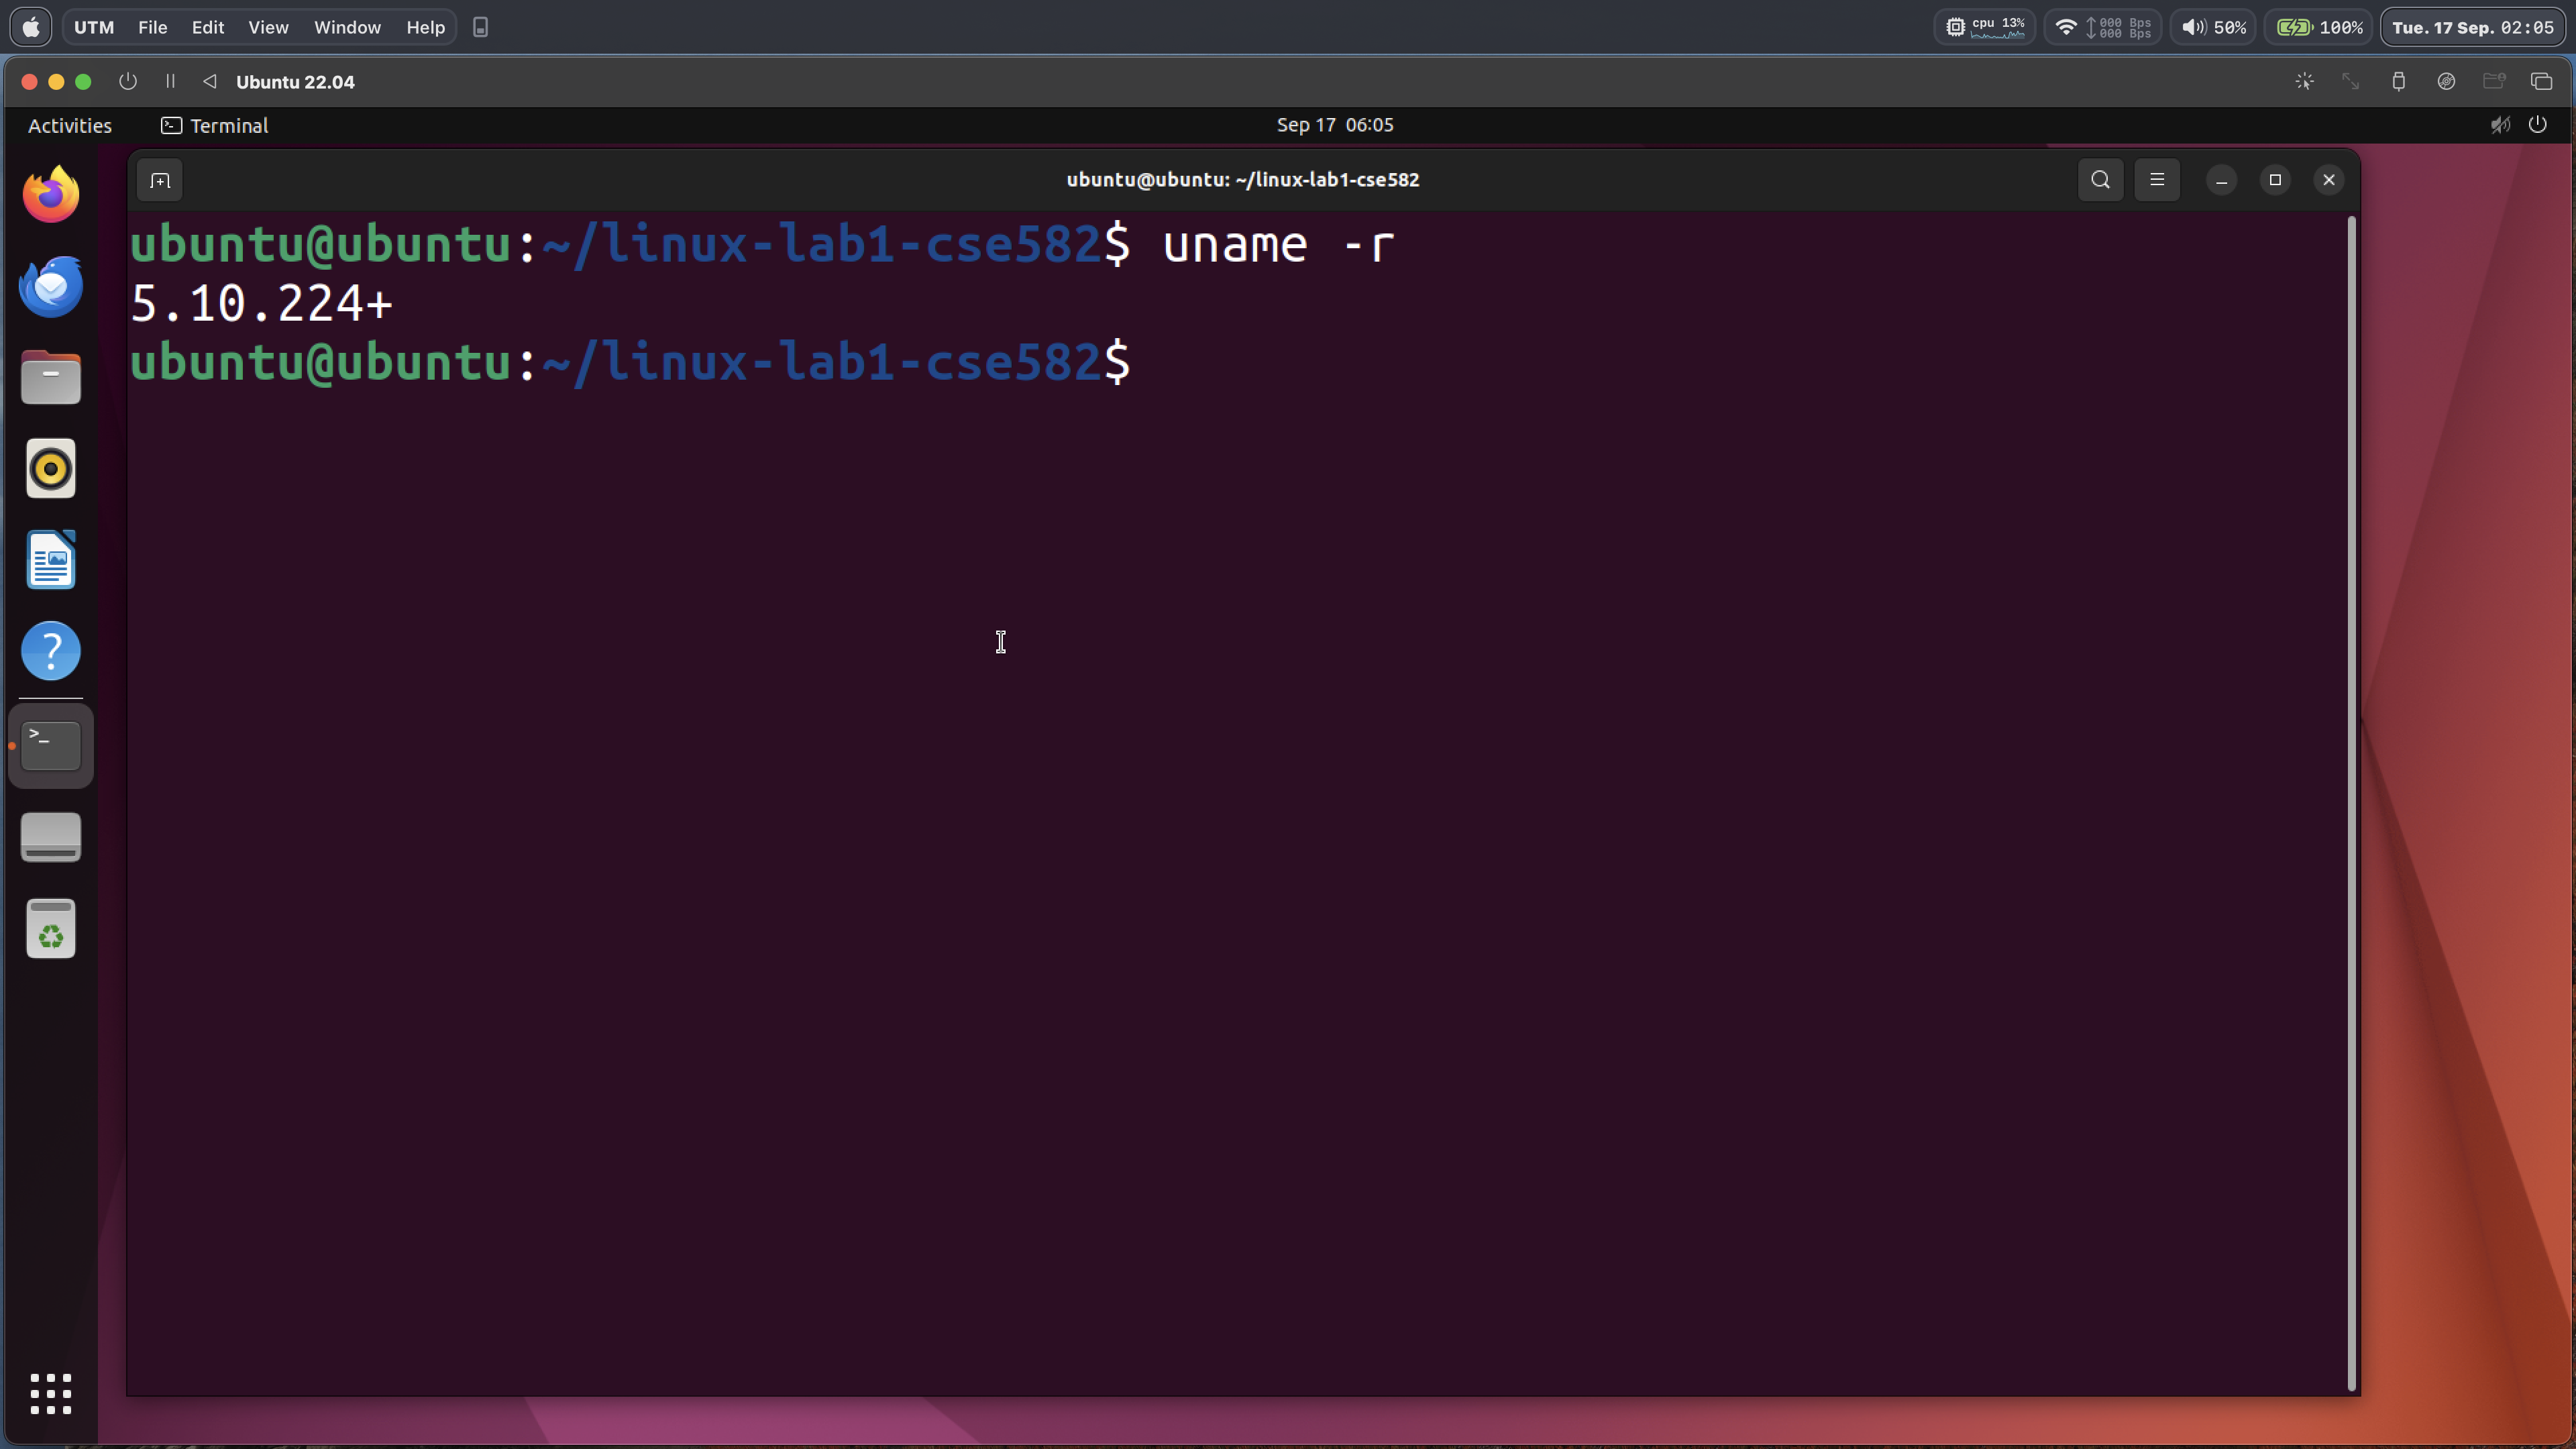 UTM File Edit View Window Help cpu 13% 000 Bps 000 Bps 50% 100% Tue. 17 Sep. 02:05
Ubuntu 22.04
Activities Terminal Sep 17 06:05
ubuntu@ubuntu: ~/linux-lab1-cse582
ubuntu@ubuntu:~/linux-lab1-cse582$ uname -r
5.10.224+
ubuntu@ubuntu:~/linux-lab1-cse582$